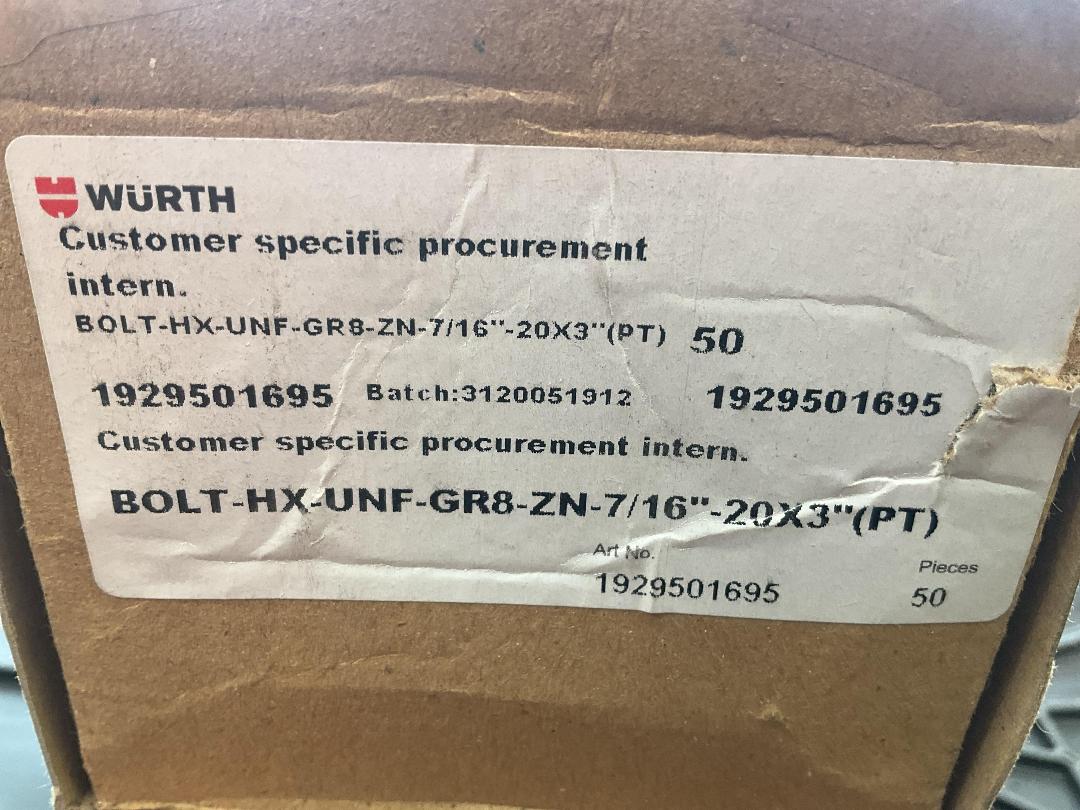 WÜRTH
Customer specific procurement
intern.
BOLT-HX-UNF-GR8-ZN-7/16"-20X3"(PT) 50
1929501695 Batch:3120051912 1929501695
Customer specific procurement intern.
BOLT-HX-UNF-GR8-ZN-7/16"-20X3"(PT)
Art No. Pieces
1929501695 50